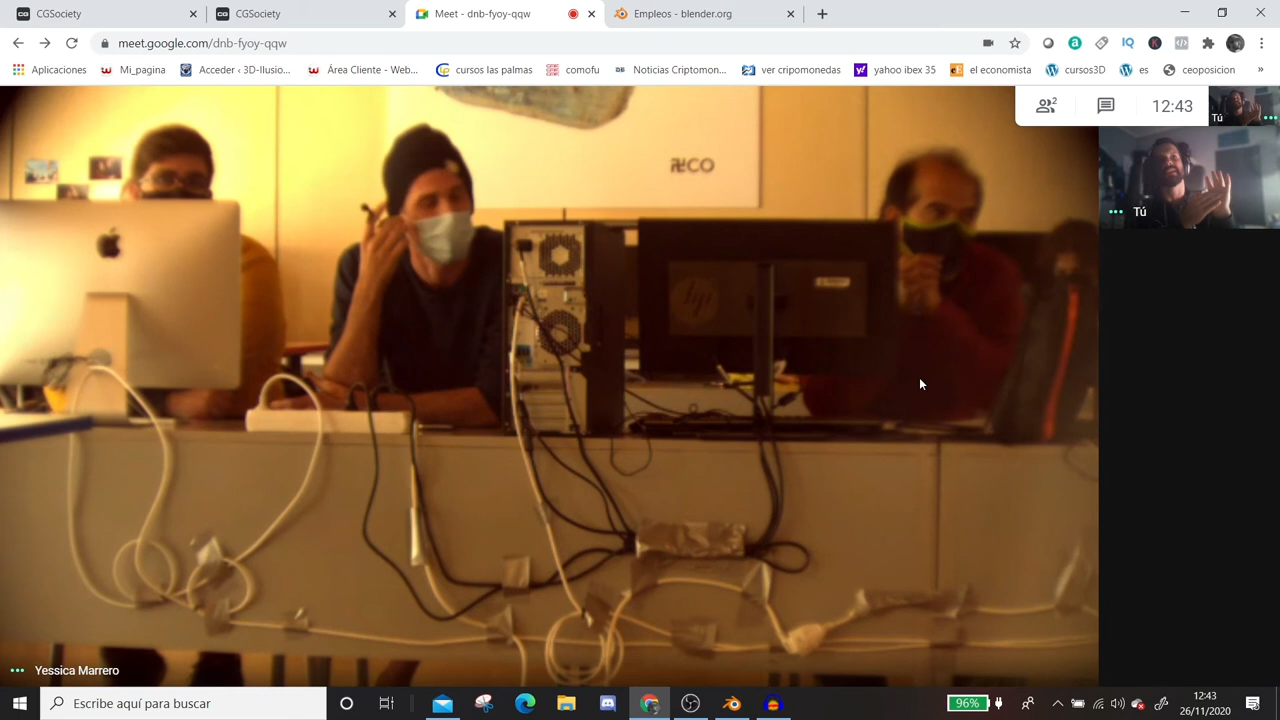 CGSociety
CGSociety
Meet - dnb-fyoy-qqw
Empleos - blender.org
meet.google.com/dnb-fyoy-qqw
Aplicaciones
Mi_pagina
Acceder ‹ 3D-Ilusio...
Área Cliente - Web...
cursos las palmas
comofu
Noticias Criptomon...
ver cripomonedas
yahoo ibex 35
el economista
cursos3D
es
ceoposicion
»
2
12:43
Tú
Tú
CO
hp
Yessica Marrero
Escribe aquí para buscar
96%
12:43
26/11/2020